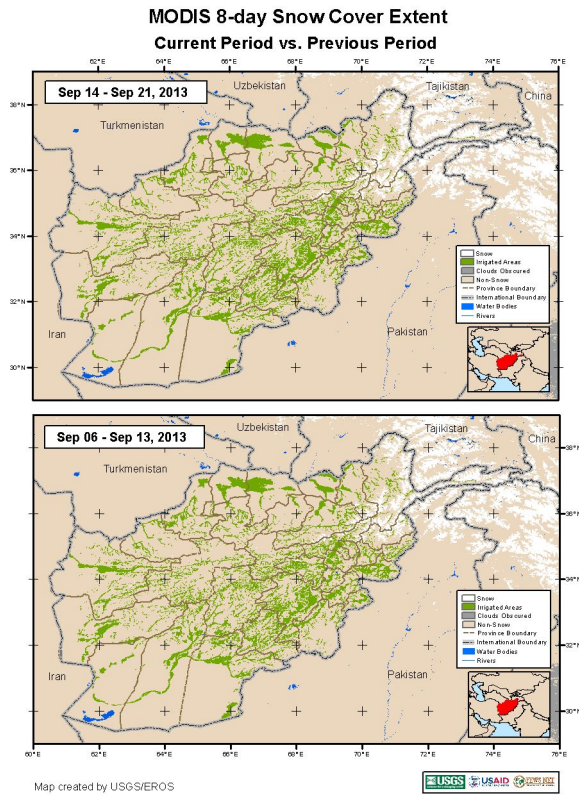 MODIS 8-day Snow Cover Extent
Current Period vs. Previous Period
62°E 64°E 66°E 68°E 70°E 72°E 74°E 76°E
Sep 14 - Sep 21, 2013
Uzbekistan
Tajikistan
China
Turkmenistan
38°N
36°N
34°N
32°N
30°N
Iran
Pakistan
Snow
Irrigated Areas
Clouds Obscured
Non-Snow
Province Boundary
International Boundary
Water Bodies
Rivers
Sep 06 - Sep 13, 2013
Uzbekistan
Tajikistan
China
Turkmenistan
38°N
36°N
34°N
32°N
30°N
Iran
Pakistan
Snow
Irrigated Areas
Clouds Obscured
Non-Snow
Province Boundary
International Boundary
Water Bodies
Rivers
60°E 62°E 64°E 66°E 68°E 70°E 72°E 74°E 76°E
Map created by USGS/EROS
USGS
USAID
FEWS NET